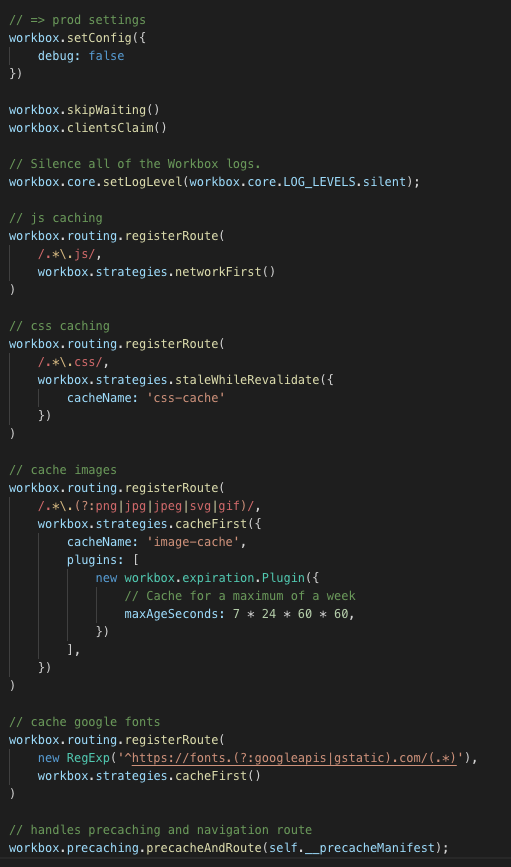 // => prod settings
workbox.setConfig({
    debug: false
})

workbox.skipWaiting()
workbox.clientsClaim()

// Silence all of the Workbox logs.
workbox.core.setLogLevel(workbox.core.LOG_LEVELS.silent);

// js caching
workbox.routing.registerRoute(
    /.*\.js/,
    workbox.strategies.networkFirst()
)

// css caching
workbox.routing.registerRoute(
    /.*\.css/,
    workbox.strategies.staleWhileRevalidate({
        cacheName: 'css-cache'
    })
)

// cache images
workbox.routing.registerRoute(
    /.*\.(?:png|jpg|jpeg|svg|gif)/,
    workbox.strategies.cacheFirst({
        cacheName: 'image-cache',
        plugins: [
            new workbox.expiration.Plugin({
                // Cache for a maximum of a week
                maxAgeSeconds: 7 * 24 * 60 * 60,
            })
        ],
    })
)

// cache google fonts
workbox.routing.registerRoute(
    new RegExp('^https://fonts.(?:googleapis|gstatic).com/(.*)'),
    workbox.strategies.cacheFirst()
)

// handles precaching and navigation route
workbox.precaching.precacheAndRoute(self.__precacheManifest);